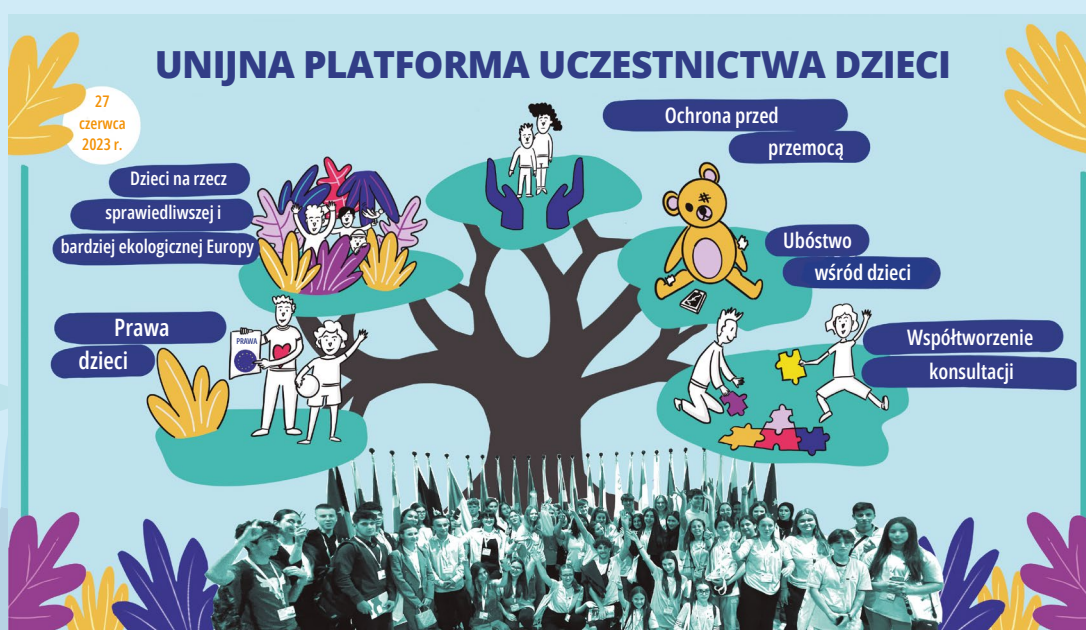 UNIJNA PLATFORMA UCZESTNICTWA DZIECI
27
czerwca
2023 r.
Dzieci na rzecz
sprawiedliwszej i
bardziej ekologicznej Europy
Ochrona przed
przemocą
Ubóstwo
wśród dzieci
Prawa
dzieci
PRAWA
Współtworzenie
konsultacji